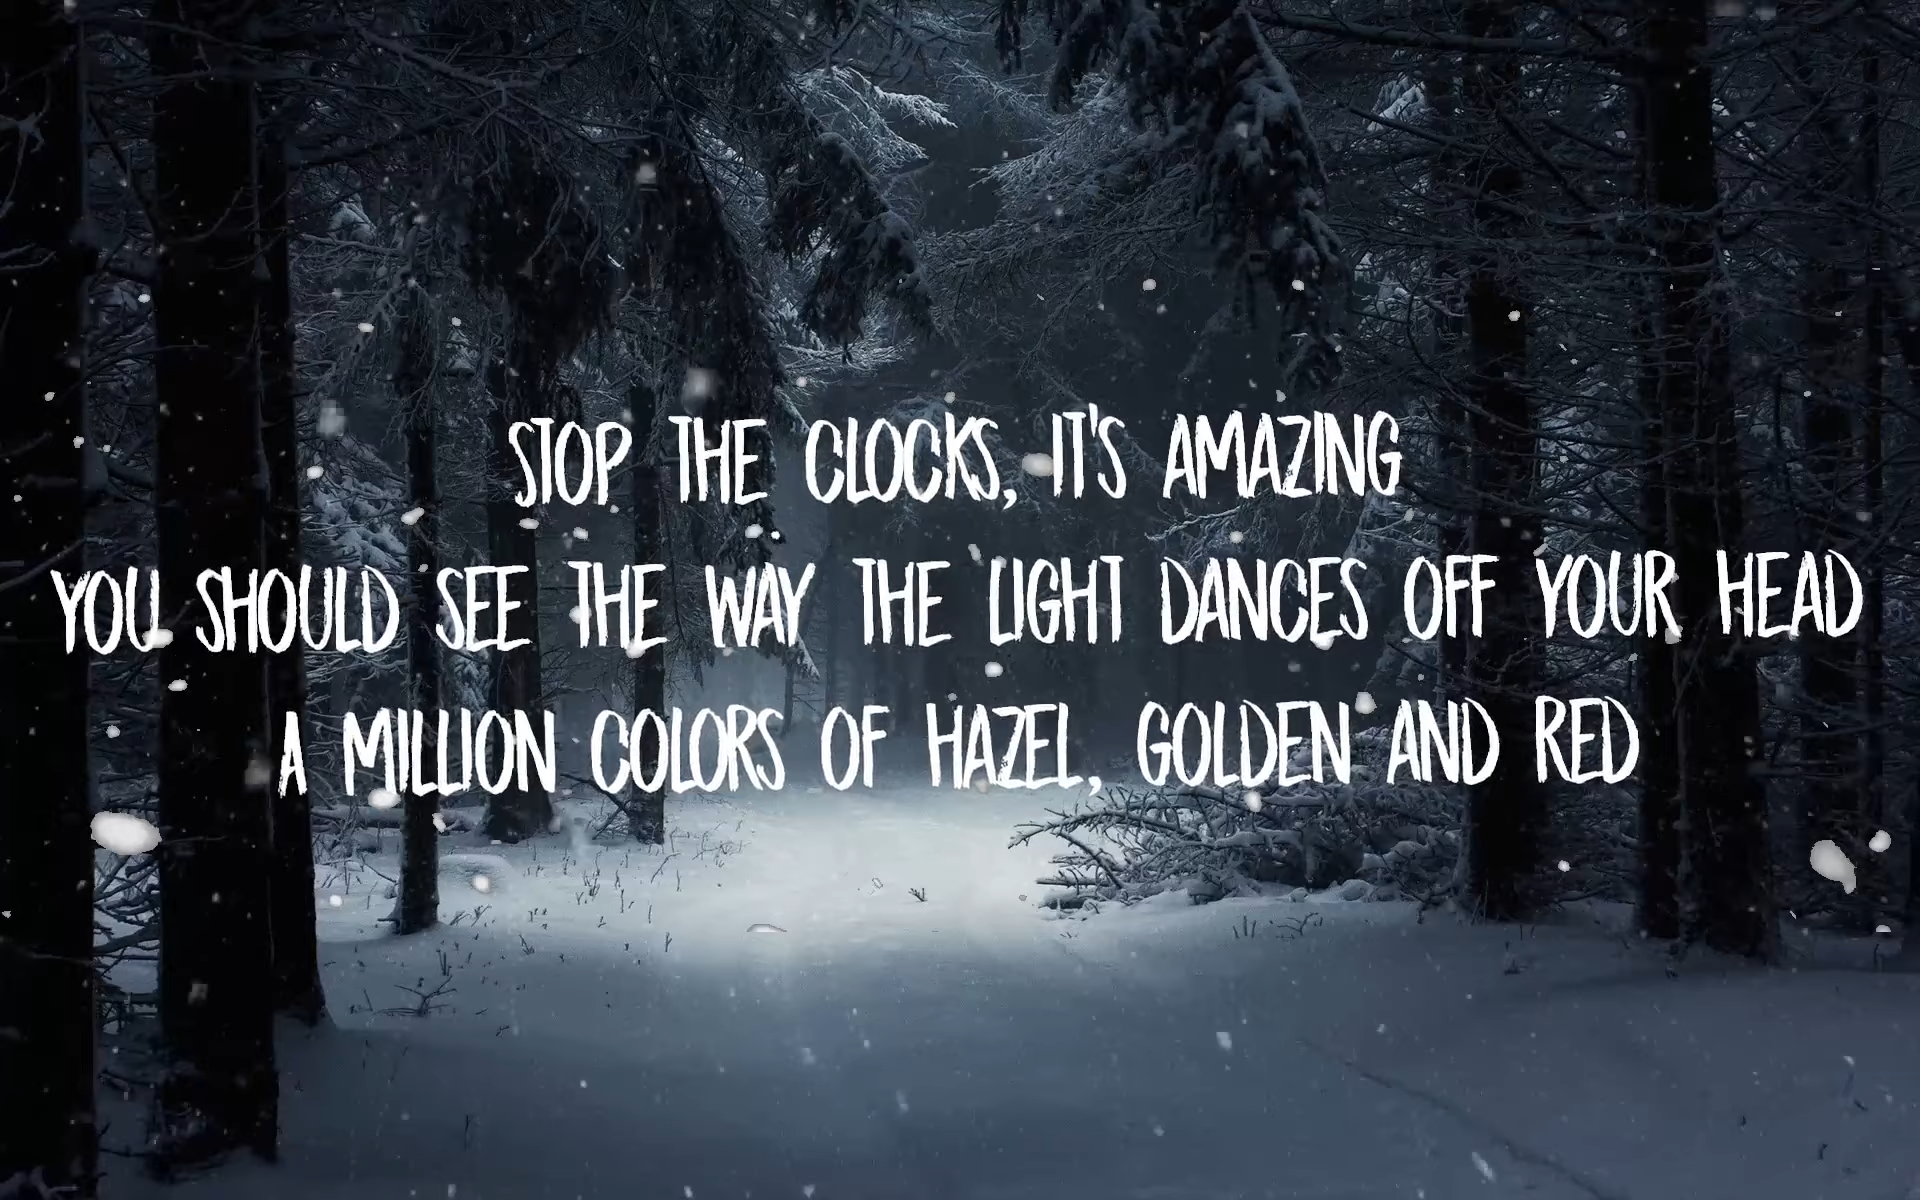 STOP THE CLOCKS, IT'S AMAZING
YOU SHOULD SEE THE WAY THE LIGHT DANCES OFF YOUR HEAD
A MILLION COLORS OF HAZEL, GOLDEN AND RED